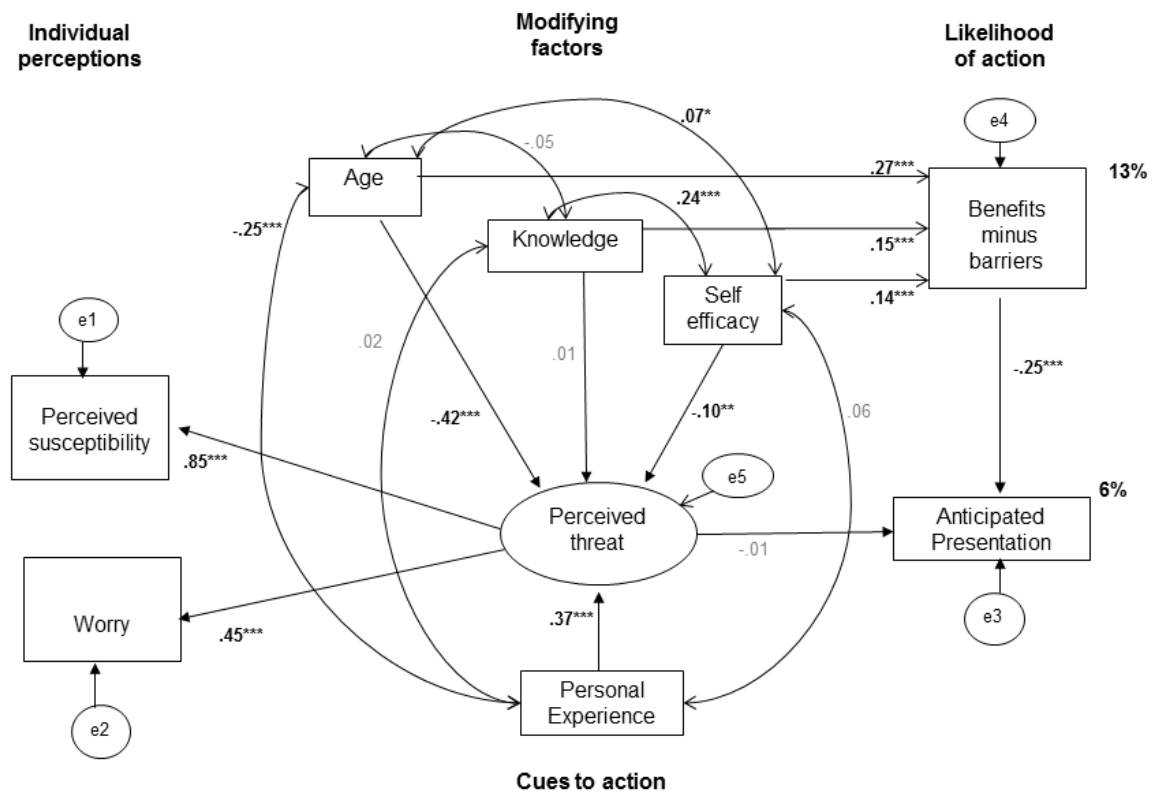 Individual
perceptions
Modifying
factors
Likelihood
of action
e4
.07*
-.05
Age
.27***
13%
Benefits
minus
barriers
.24***
-.25***
Knowledge
.15***
Self
efficacy
.14***
e1
.02
.01
-.25***
Perceived
susceptibility
-.42***
-.10**
.06
.85***
e5
6%
Perceived
threat
Anticipated
Presentation
-.01
Worry
.45***
.37***
e3
e2
Personal
Experience
Cues to action